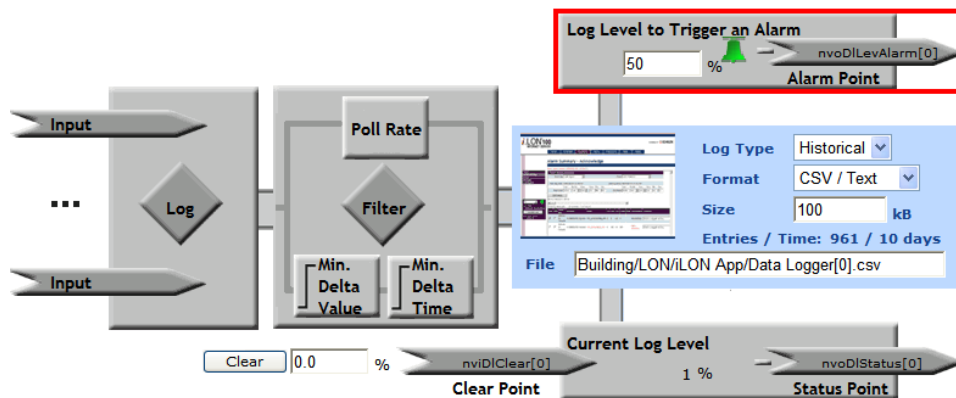 Log Level to Trigger an Alarm
50 %
nvoDlLevAlarm[0]
Alarm Point
Input
Poll Rate
...
Log
Filter
Input
Min. Delta Value
Min. Delta Time
Log Type Historical
Format CSV / Text
Size 100 kB
Entries / Time: 961 / 10 days
File Building/LON/iLON App/Data Logger[0].csv
Clear 0.0 %
nviDlClear[0]
Clear Point
Current Log Level
1 %
nvoDlStatus[0]
Status Point